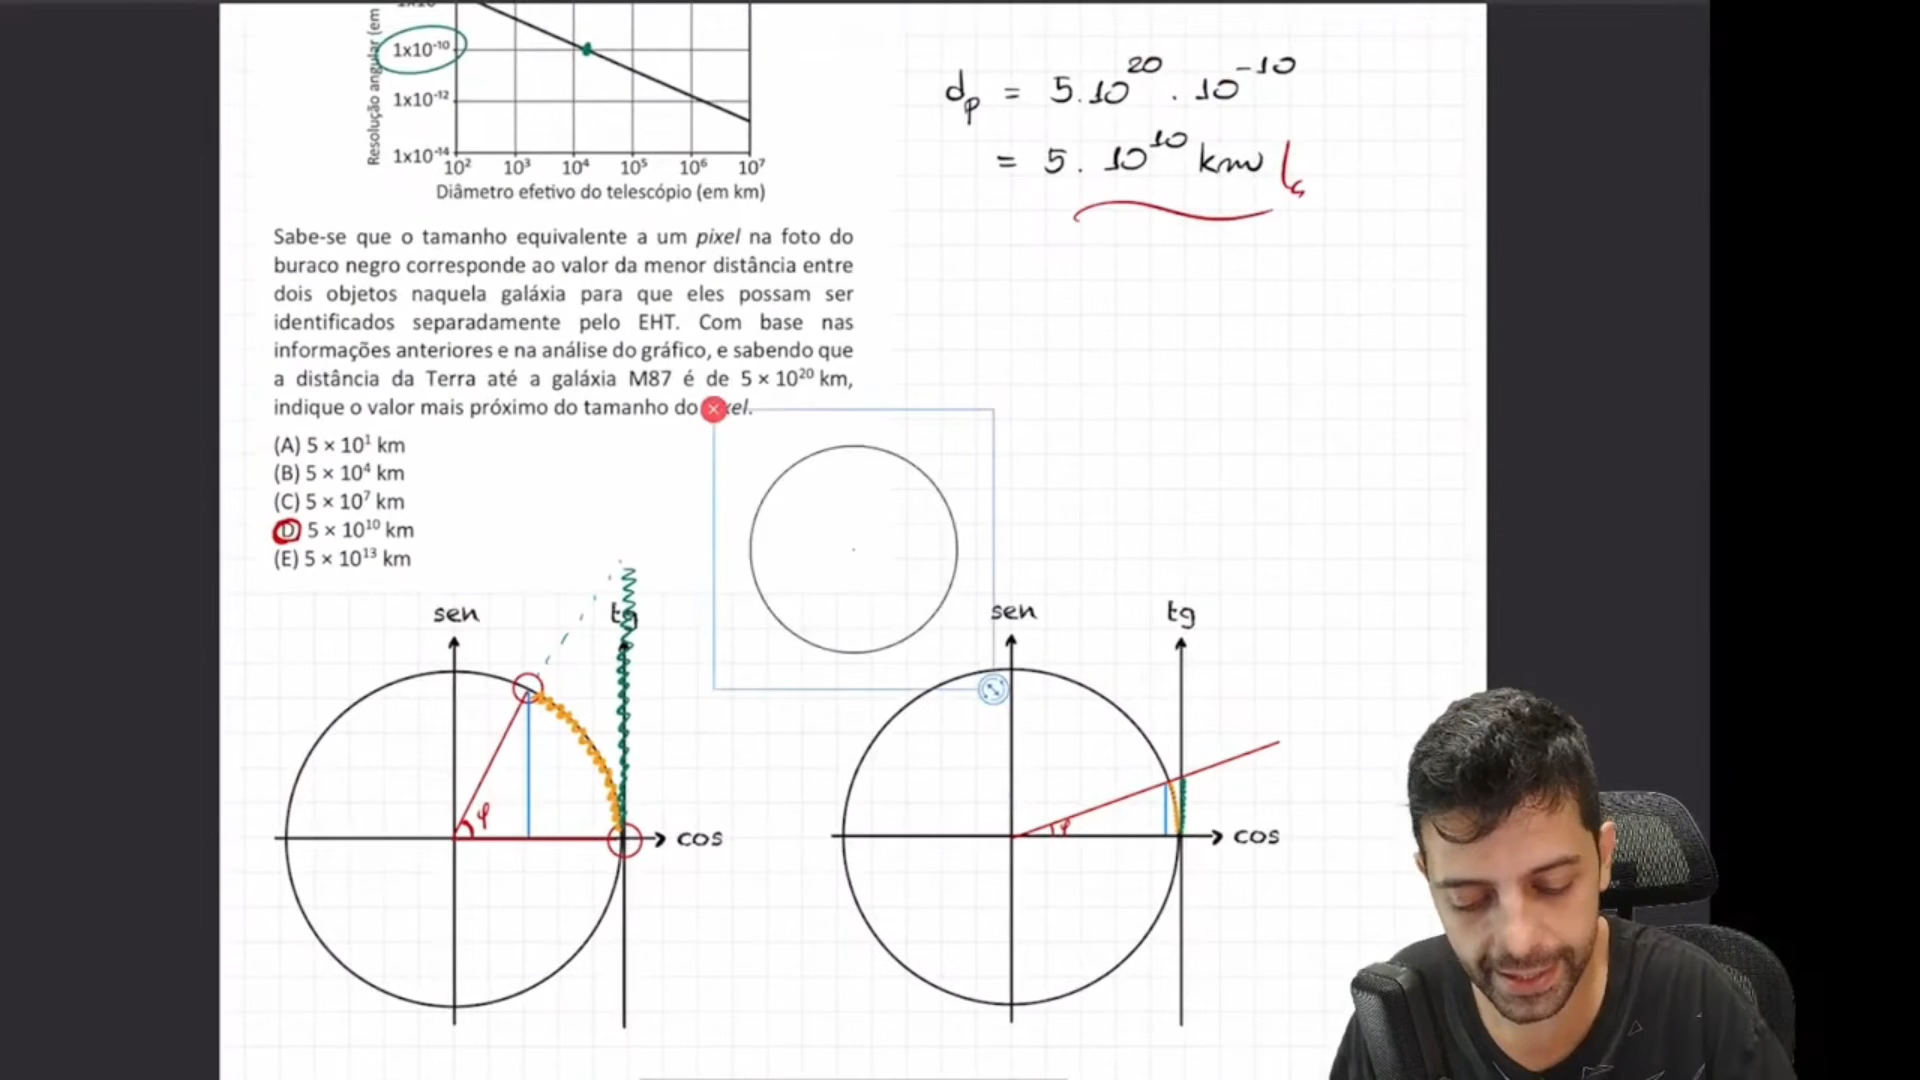 Resolução angular (em
1x10⁻¹⁰
1x10⁻¹²
1x10⁻¹⁴
10² 10³ 10⁴ 10⁵ 10⁶ 10⁷
Diâmetro efetivo do telescópio (em km)
dₚ = 5.10²⁰ . 10⁻¹⁰
= 5. 10¹⁰ km
Sabe-se que o tamanho equivalente a um pixel na foto do
buraco negro corresponde ao valor da menor distância entre
dois objetos naquela galáxia para que eles possam ser
identificados separadamente pelo EHT. Com base nas
informações anteriores e na análise do gráfico, e sabendo que
a distância da Terra até a galáxia M87 é de 5 × 10²⁰ km,
indique o valor mais próximo do tamanho do xel.
(A) 5 × 10¹ km
(B) 5 × 10⁴ km
(C) 5 × 10⁷ km
D) 5 × 10¹⁰ km
(E) 5 × 10¹³ km
sen tg
φ
cos
sen tg
φ
cos